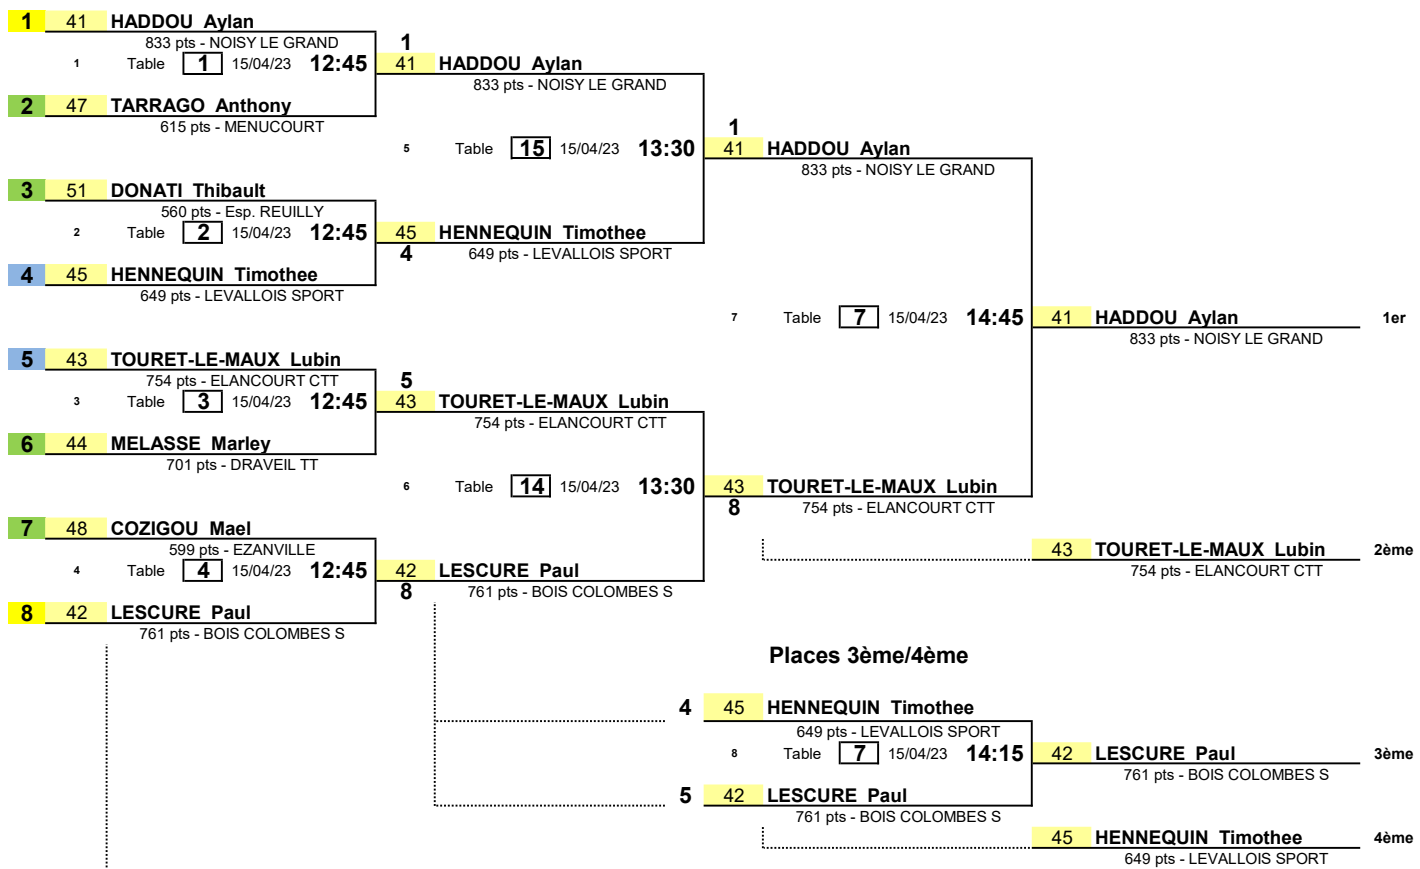 1 41 HADDOU Aylan
833 pts - NOISY LE GRAND 1
1 Table 1 15/04/23 12:45 41 HADDOU Aylan
833 pts - NOISY LE GRAND
2 47 TARRAGO Anthony
615 pts - MENUCOURT 1
5 Table 15 15/04/23 13:30 41 HADDOU Aylan
833 pts - NOISY LE GRAND
3 51 DONATI Thibault
560 pts - Esp. REUILLY
2 Table 2 15/04/23 12:45 45 HENNEQUIN Timothee
4 649 pts - LEVALLOIS SPORT
4 45 HENNEQUIN Timothee
649 pts - LEVALLOIS SPORT
7 Table 7 15/04/23 14:45 41 HADDOU Aylan 1er
833 pts - NOISY LE GRAND
5 43 TOURET-LE-MAUX Lubin
754 pts - ELANCOURT CTT 5
3 Table 3 15/04/23 12:45 43 TOURET-LE-MAUX Lubin
754 pts - ELANCOURT CTT
6 44 MELASSE Marley
701 pts - DRAVEIL TT
6 Table 14 15/04/23 13:30 43 TOURET-LE-MAUX Lubin
8 754 pts - ELANCOURT CTT
7 48 COZIGOU Mael
599 pts - EZANVILLE 43 TOURET-LE-MAUX Lubin 2ème
4 Table 4 15/04/23 12:45 42 LESCURE Paul 754 pts - ELANCOURT CTT
8 761 pts - BOIS COLOMBES S
8 42 LESCURE Paul
761 pts - BOIS COLOMBES S
Places 3ème/4ème
4 45 HENNEQUIN Timothee
649 pts - LEVALLOIS SPORT
8 Table 7 15/04/23 14:15 42 LESCURE Paul 3ème
761 pts - BOIS COLOMBES S
5 42 LESCURE Paul
761 pts - BOIS COLOMBES S
45 HENNEQUIN Timothee 4ème
649 pts - LEVALLOIS SPORT